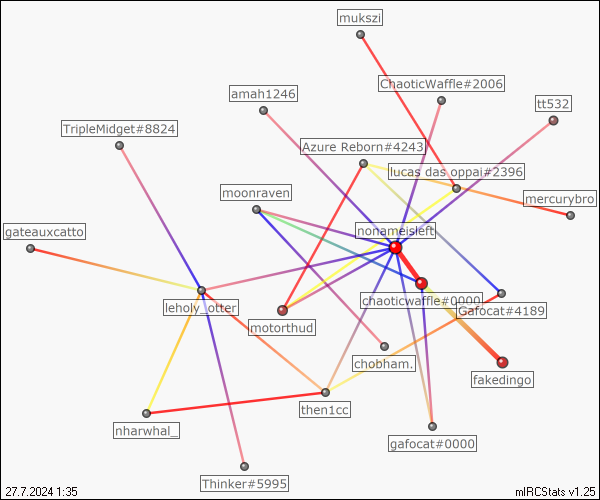 mukszi
ChaoticWaffle#2006
amah1246
tt532
TripleMidget#8824
Azure Reborn#4243
lucas das oppai#2396
moonraven
mercurybro
gateauxcatto
nonameisleft
chaoticwaffle#0000
leholy_otter
Gafocat#4189
motorthud
chobham.
fakedingo
then1cc
nharwhal_
gafocat#0000
Thinker#5995
27.7.2024 1:35
mIRCStats v1.25